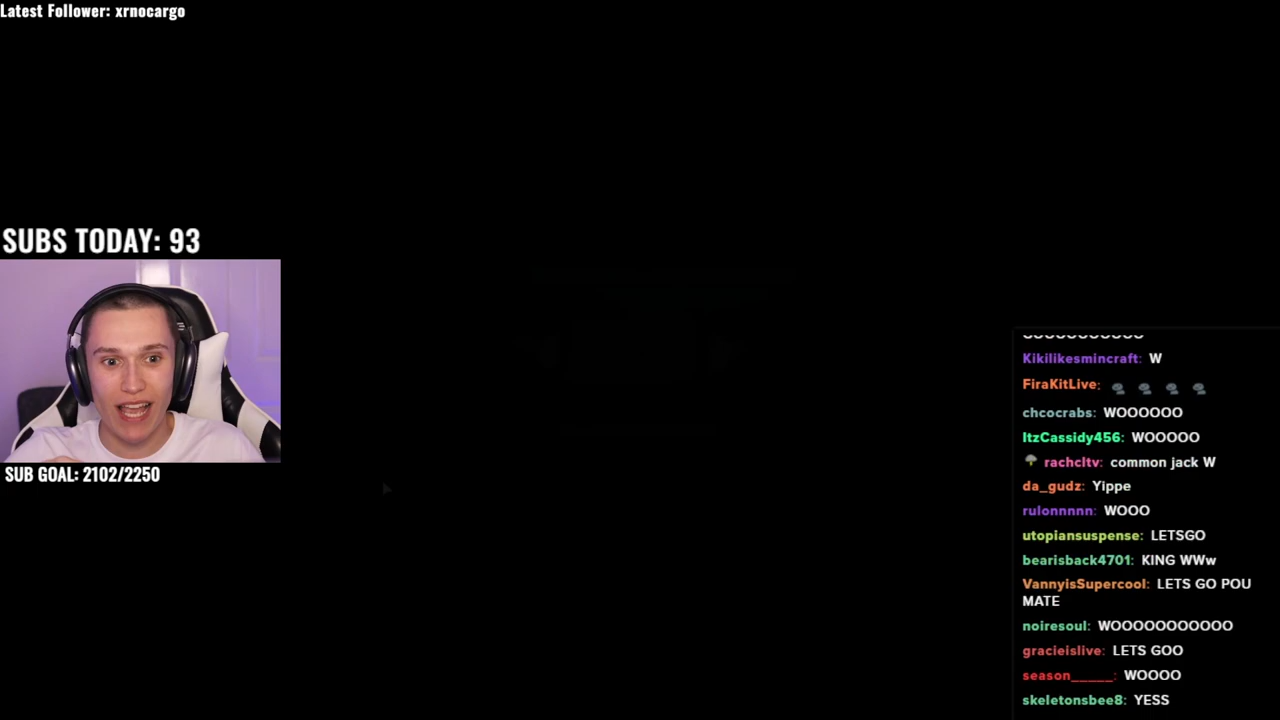 Latest Follower: xrnocargo
SUBS TODAY: 93
SUB GOAL: 2102/2250
Kikilikesmincraft: W
FiraKitLive:
chcocrabs: WOOOOOO
ItzCassidy456: WOOOOO
rachcltv: common jack W
da_gudz: Yippe
rulonnnnn: WOOO
utopiansuspense: LETSGO
bearisback4701: KING WWw
VannyisSupercool: LETS GO POU
MATE
noiresoul: WOOOOOOOOOOO
gracieislive: LETS GOO
season_____: WOOOO
skeletonsbee8: YESS